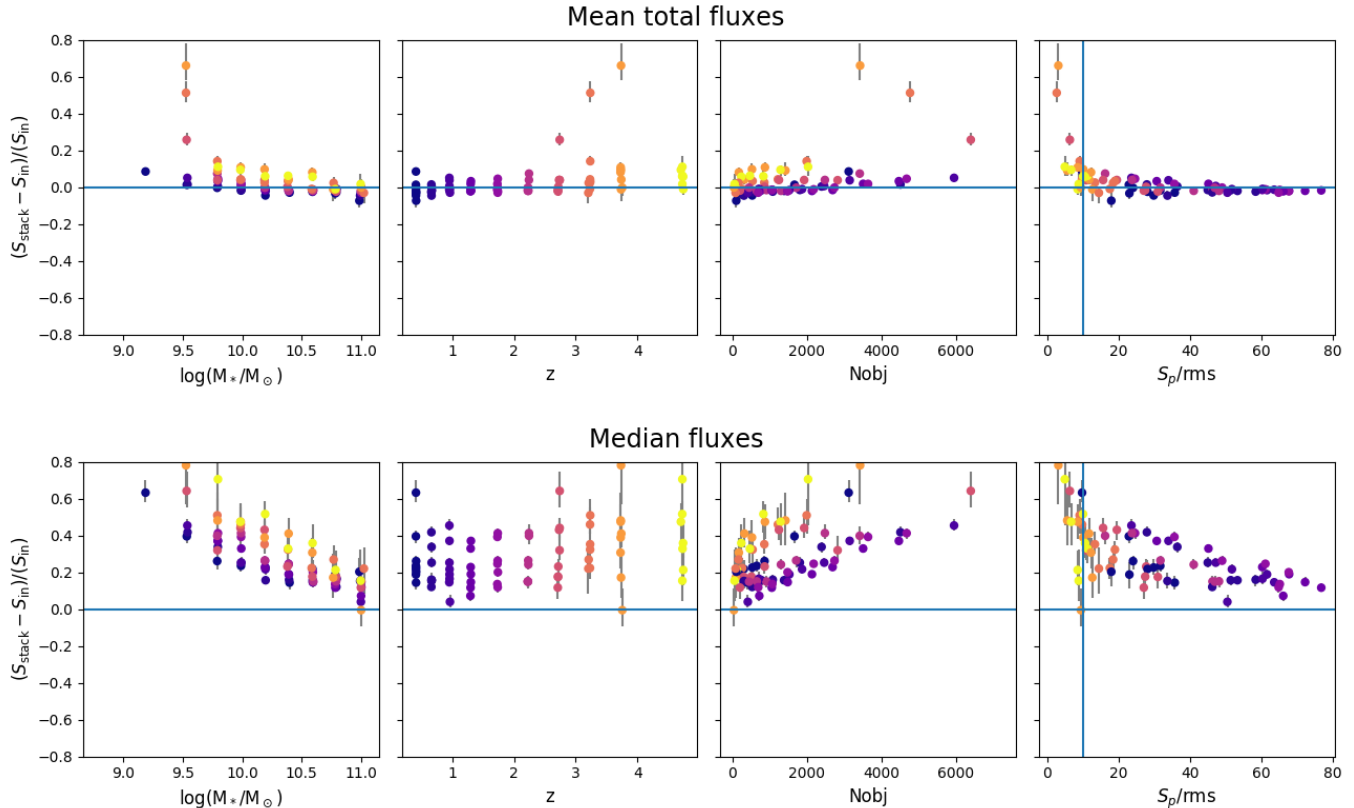 Mean total fluxes
0.8
0.6
0.4
0.2
0.0
−0.2
−0.4
−0.6
−0.8
(S_stack − S_in)/(S_in)
9.0 9.5 10.0 10.5 11.0
log(M_*/M_⊙)
1 2 3 4
z
0 2000 4000 6000
Nobj
0 20 40 60 80
S_p/rms
Median fluxes
0.8
0.6
0.4
0.2
0.0
−0.2
−0.4
−0.6
−0.8
(S_stack − S_in)/(S_in)
9.0 9.5 10.0 10.5 11.0
log(M_*/M_⊙)
1 2 3 4
z
0 2000 4000 6000
Nobj
0 20 40 60 80
S_p/rms